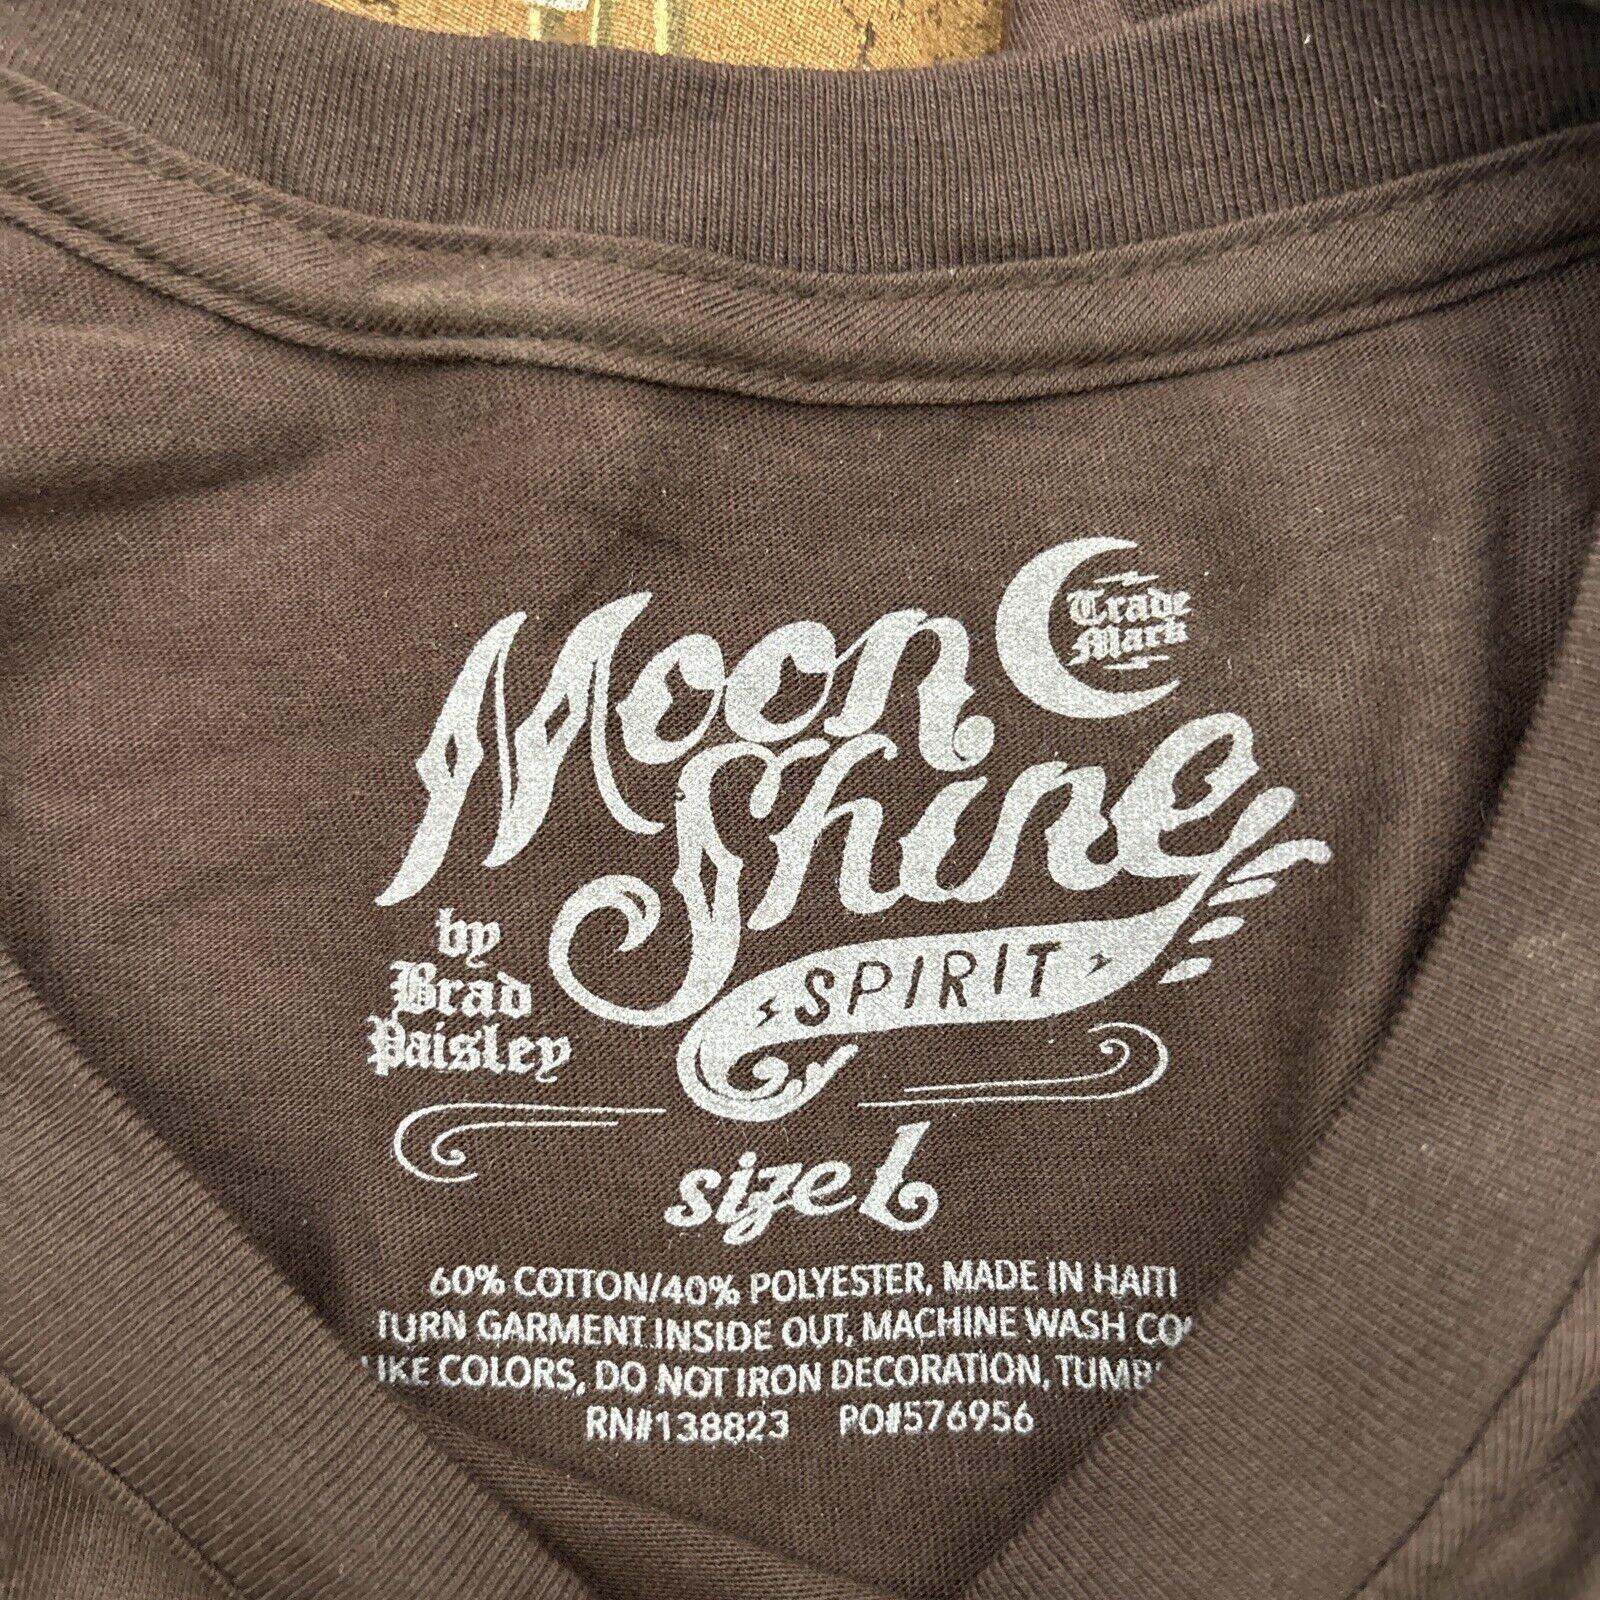 Moon
Trade
Mark
Shine
SPIRIT
by
Brad
Paisley
size L
60% COTTON/40% POLYESTER, MADE IN HAITI
TURN GARMENT INSIDE OUT, MACHINE WASH
COLORS, DO NOT IRON DECORATION,
RN#138823 PO#576956